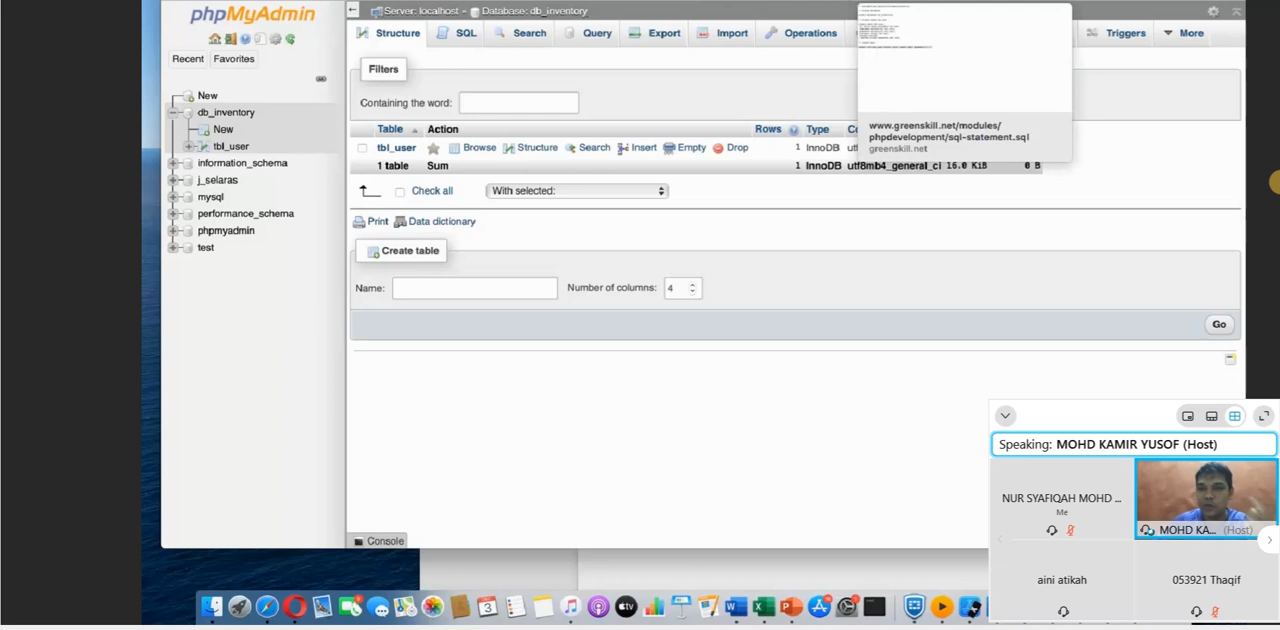 phpMyAdmin
Recent Favorites
New
db_inventory
New
tbl_user
information_schema
j_selaras
mysql
performance_schema
phpmyadmin
test
Server: localhost » Database: db_inventory
Structure SQL Search Query Export Import Operations Triggers More
Filters
Containing the word:
Table Action Rows Type
tbl_user Browse Structure Search Insert Empty Drop 1 InnoDB
1 table Sum 1 InnoDB utf8mb4_general_ci 16.0 KiB 0 B
Check all With selected:
Print Data dictionary
Create table
Name: Number of columns: 4
Go
Console
www.greenskill.net/modules/
phpdevelopment/sql-statement.sql
greenskill.net
Speaking: MOHD KAMIR YUSOF (Host)
NUR SYAFIQAH MOHD ...
Me
MOHD KA... (Host)
aini atikah
053921 Thaqif